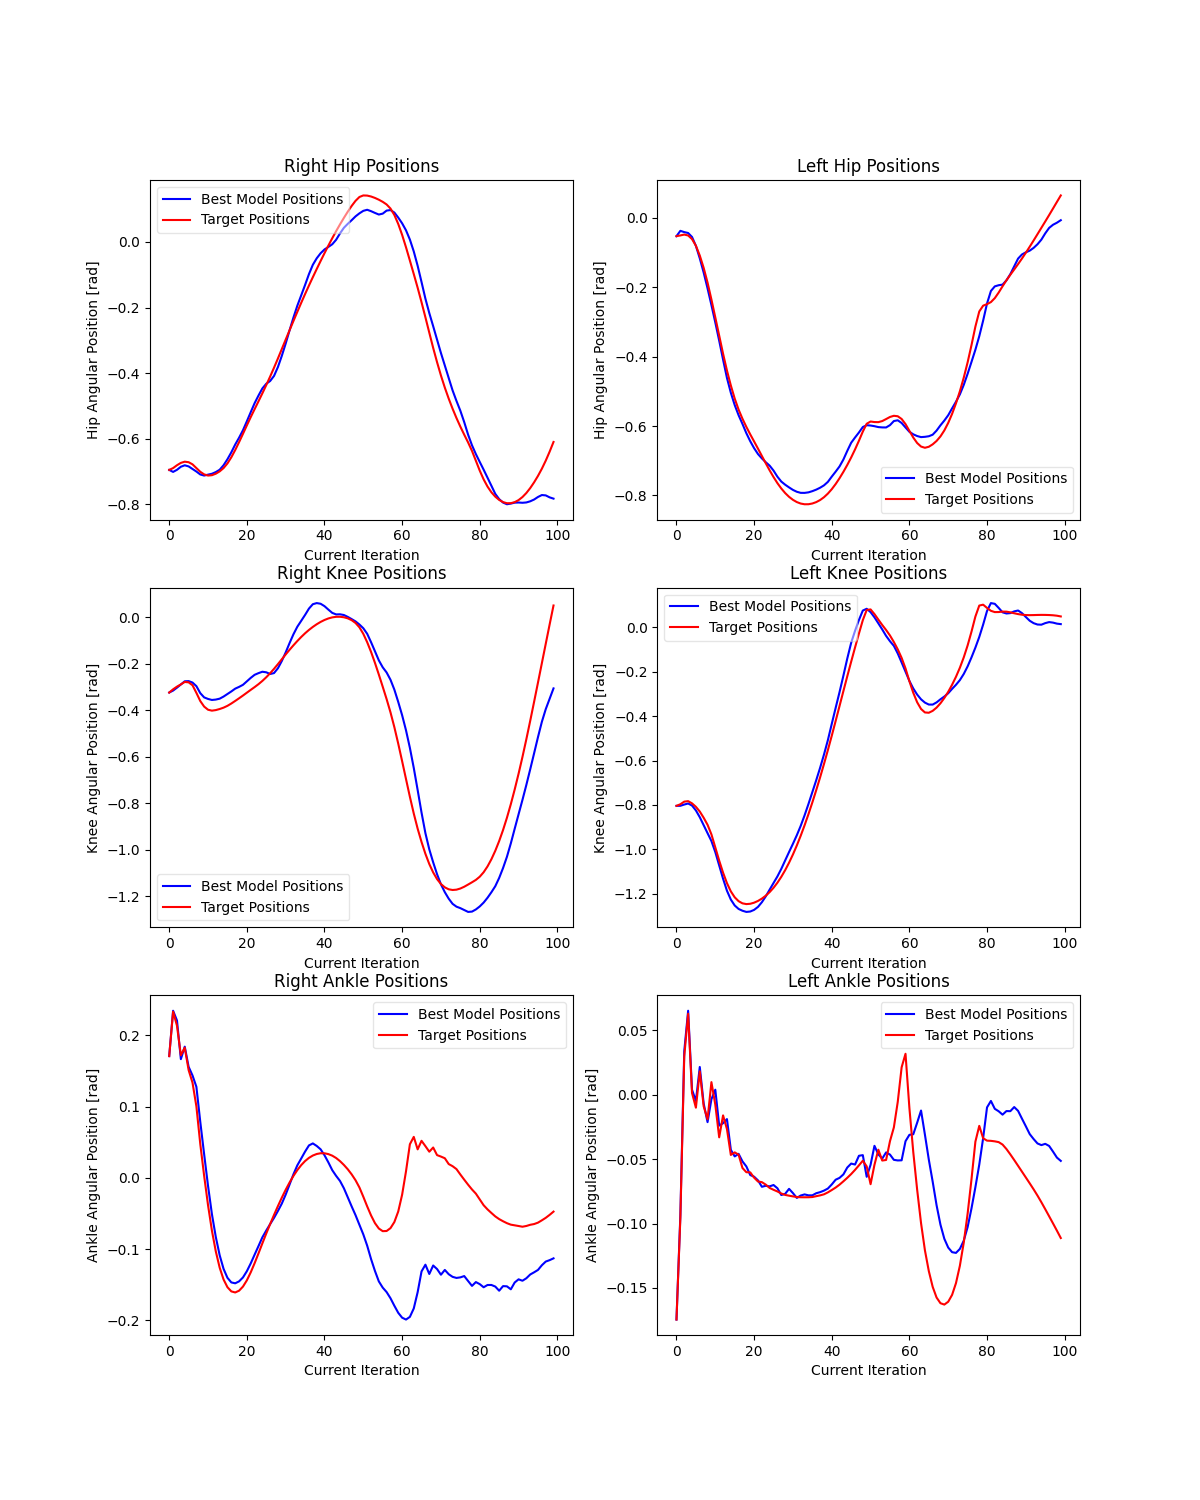 Right Hip Positions
Hip Angular Position [rad]
0.0
−0.2
−0.4
−0.6
−0.8
Best Model Positions
Target Positions
0 20 40 60 80 100
Current Iteration
Left Hip Positions
Hip Angular Position [rad]
0.0
−0.2
−0.4
−0.6
−0.8
Best Model Positions
Target Positions
0 20 40 60 80 100
Current Iteration
Right Knee Positions
Knee Angular Position [rad]
0.0
−0.2
−0.4
−0.6
−0.8
−1.0
−1.2
Best Model Positions
Target Positions
0 20 40 60 80 100
Current Iteration
Left Knee Positions
Knee Angular Position [rad]
0.0
−0.2
−0.4
−0.6
−0.8
−1.0
−1.2
Best Model Positions
Target Positions
0 20 40 60 80 100
Current Iteration
Right Ankle Positions
Ankle Angular Position [rad]
0.2
0.1
0.0
−0.1
−0.2
Best Model Positions
Target Positions
0 20 40 60 80 100
Current Iteration
Left Ankle Positions
Ankle Angular Position [rad]
0.05
0.00
−0.05
−0.10
−0.15
Best Model Positions
Target Positions
0 20 40 60 80 100
Current Iteration